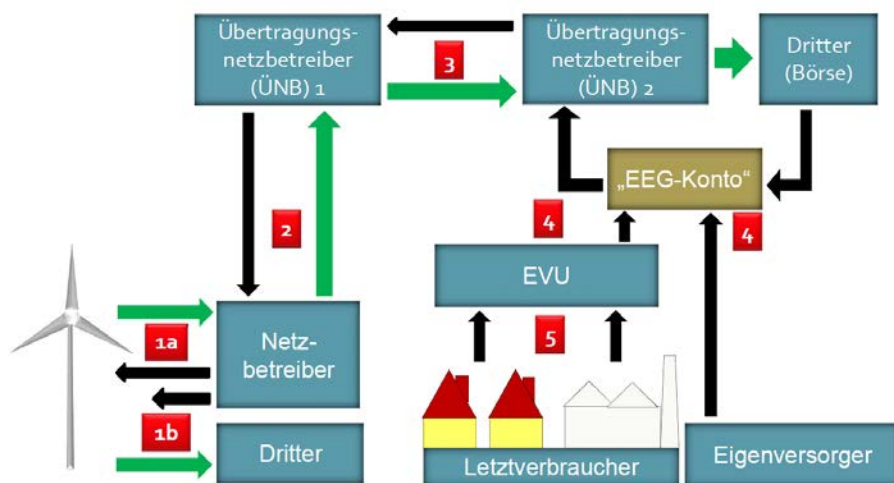 Übertragungs-
netzbetreiber
(ÜNB) 1
3
Übertragungs-
netzbetreiber
(ÜNB) 2
Dritter
(Börse)
„EEG-Konto“
2
4
4
EVU
1a
Netz-
betreiber
5
1b
Dritter
Letztverbraucher
Eigenversorger